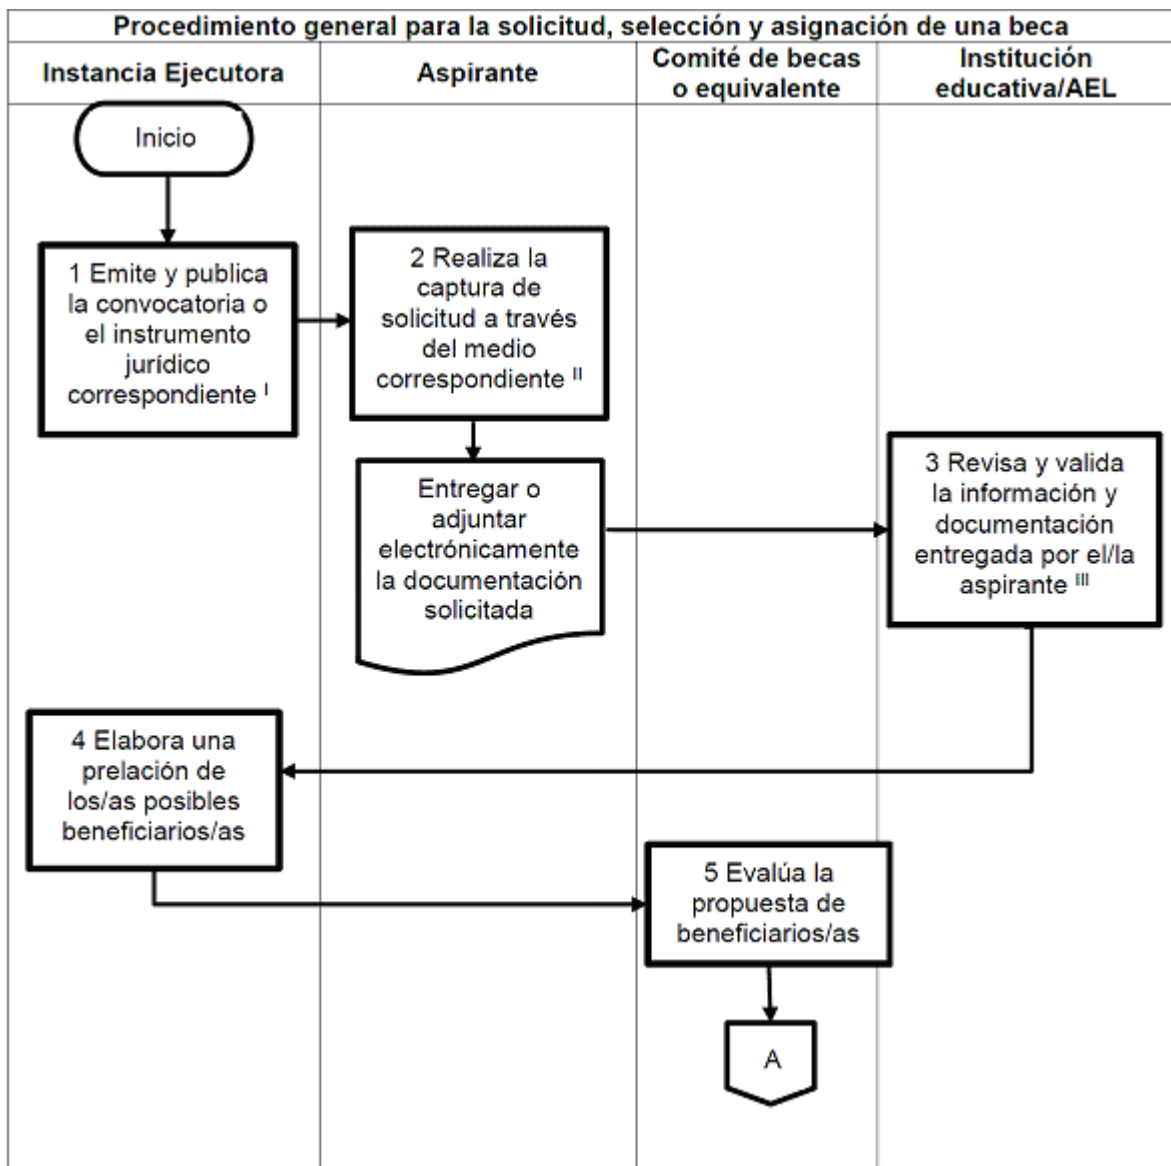 Procedimiento general para la solicitud, selección y asignación de una beca
Instancia Ejecutora
Aspirante
Comité de becas
o equivalente
Institución
educativa/AEL
Inicio
1 Emite y publica
la convocatoria o
el instrumento
jurídico
correspondiente I
2 Realiza la
captura de
solicitud a través
del medio
correspondiente II
Entregar o
adjuntar
electrónicamente
la documentación
solicitada
3 Revisa y valida
la información y
documentación
entregada por el/la
aspirante III
4 Elabora una
prelación de
los/as posibles
beneficiarios/as
5 Evalúa la
propuesta de
beneficiarios/as
A